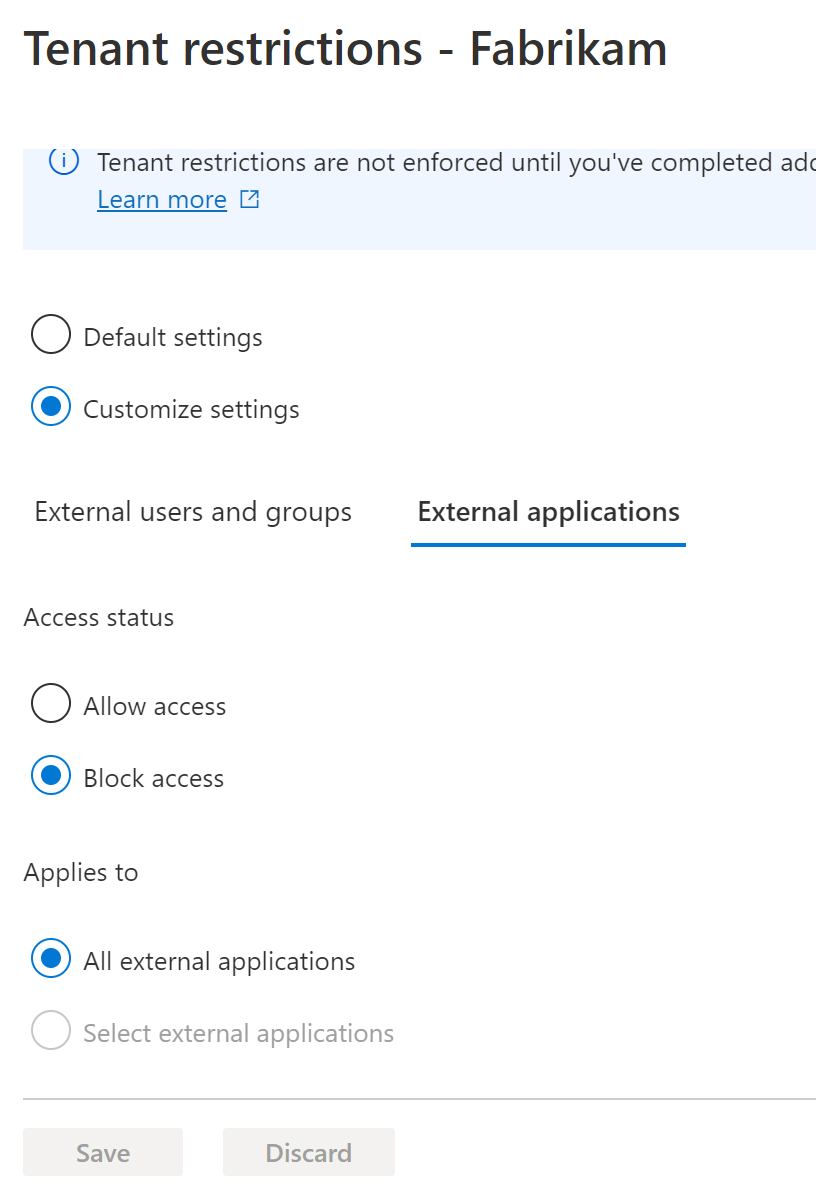 Tenant restrictions - Fabrikam
Tenant restrictions are not enforced until you've completed
Learn more
Default settings
Customize settings
External users and groups
External applications
Access status
Allow access
Block access
Applies to
All external applications
Select external applications
Save
Discard